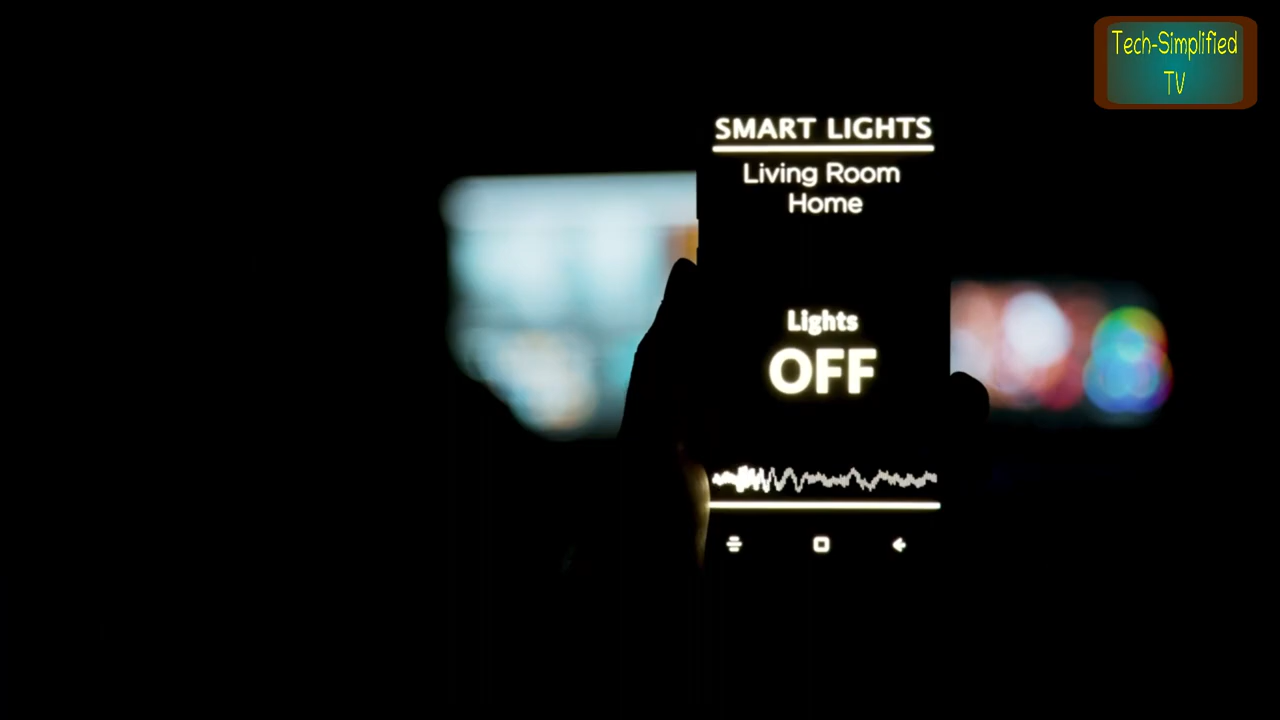 Tech-Simplified
TV
SMART LIGHTS
Living Room
Home
Lights
OFF